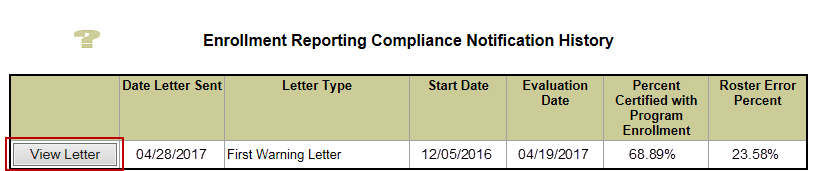 ?
Enrollment Reporting Compliance Notification History
Date Letter Sent Letter Type Start Date Evaluation Date Percent Certified with Program Enrollment Roster Error Percent
View Letter 04/28/2017 First Warning Letter 12/05/2016 04/19/2017 68.89% 23.58%